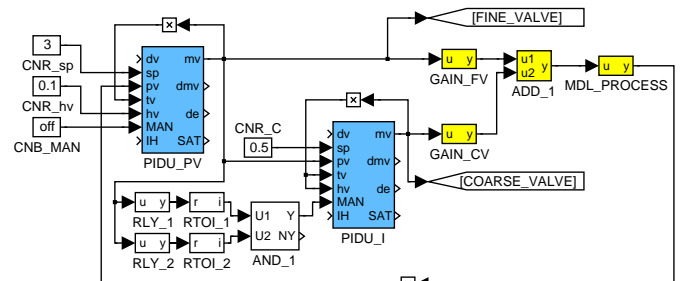 [FINE_VALVE]
3
CNR_sp
0.1
CNR_hv
off
CNB_MAN
dv mv
sp
pv dmv
tv
hv de
MAN
IH SAT
PIDU_PV
u y
GAIN_FV
u1
u2 y
ADD_1
u y
MDL_PROCESS
CNR_C
0.5
dv mv
sp
pv dmv
tv
hv de
MAN
IH SAT
PIDU_I
u y
GAIN_CV
[COARSE_VALVE]
u y
RLY_1
r i
RTOI_1
u y
RLY_2
r i
RTOI_2
U1 Y
U2 NY
AND_1